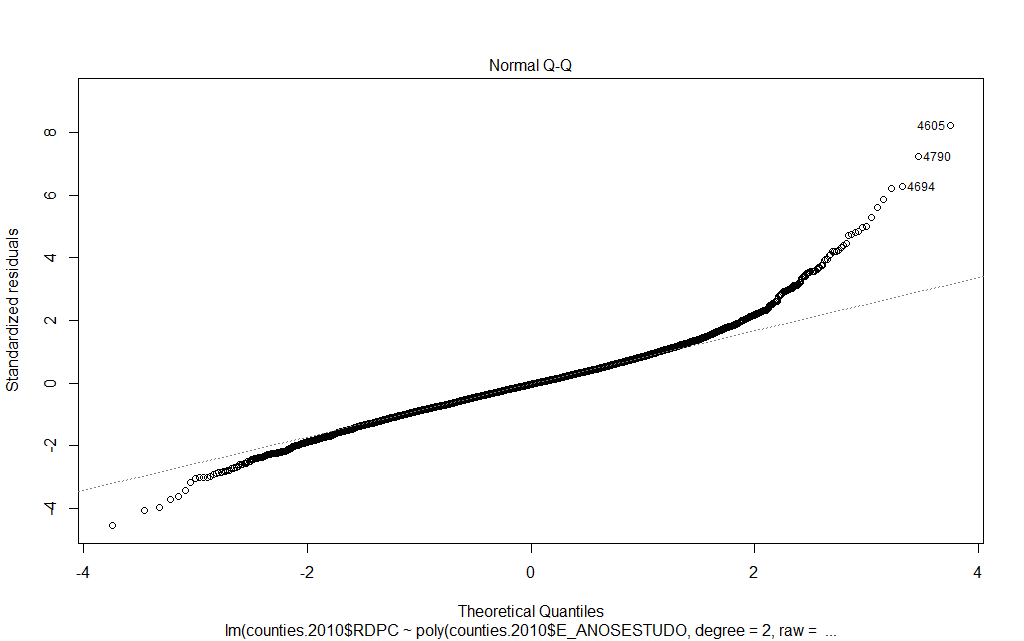 Normal Q-Q
8
6
4
2
0
-2
-4
Standardized residuals
4605
4790
4694
-4 -2 0 2 4
Theoretical Quantiles
lm(counties.2010$RDPC ~ poly(counties.2010$E_ANOSESTUDO, degree = 2, raw = ...